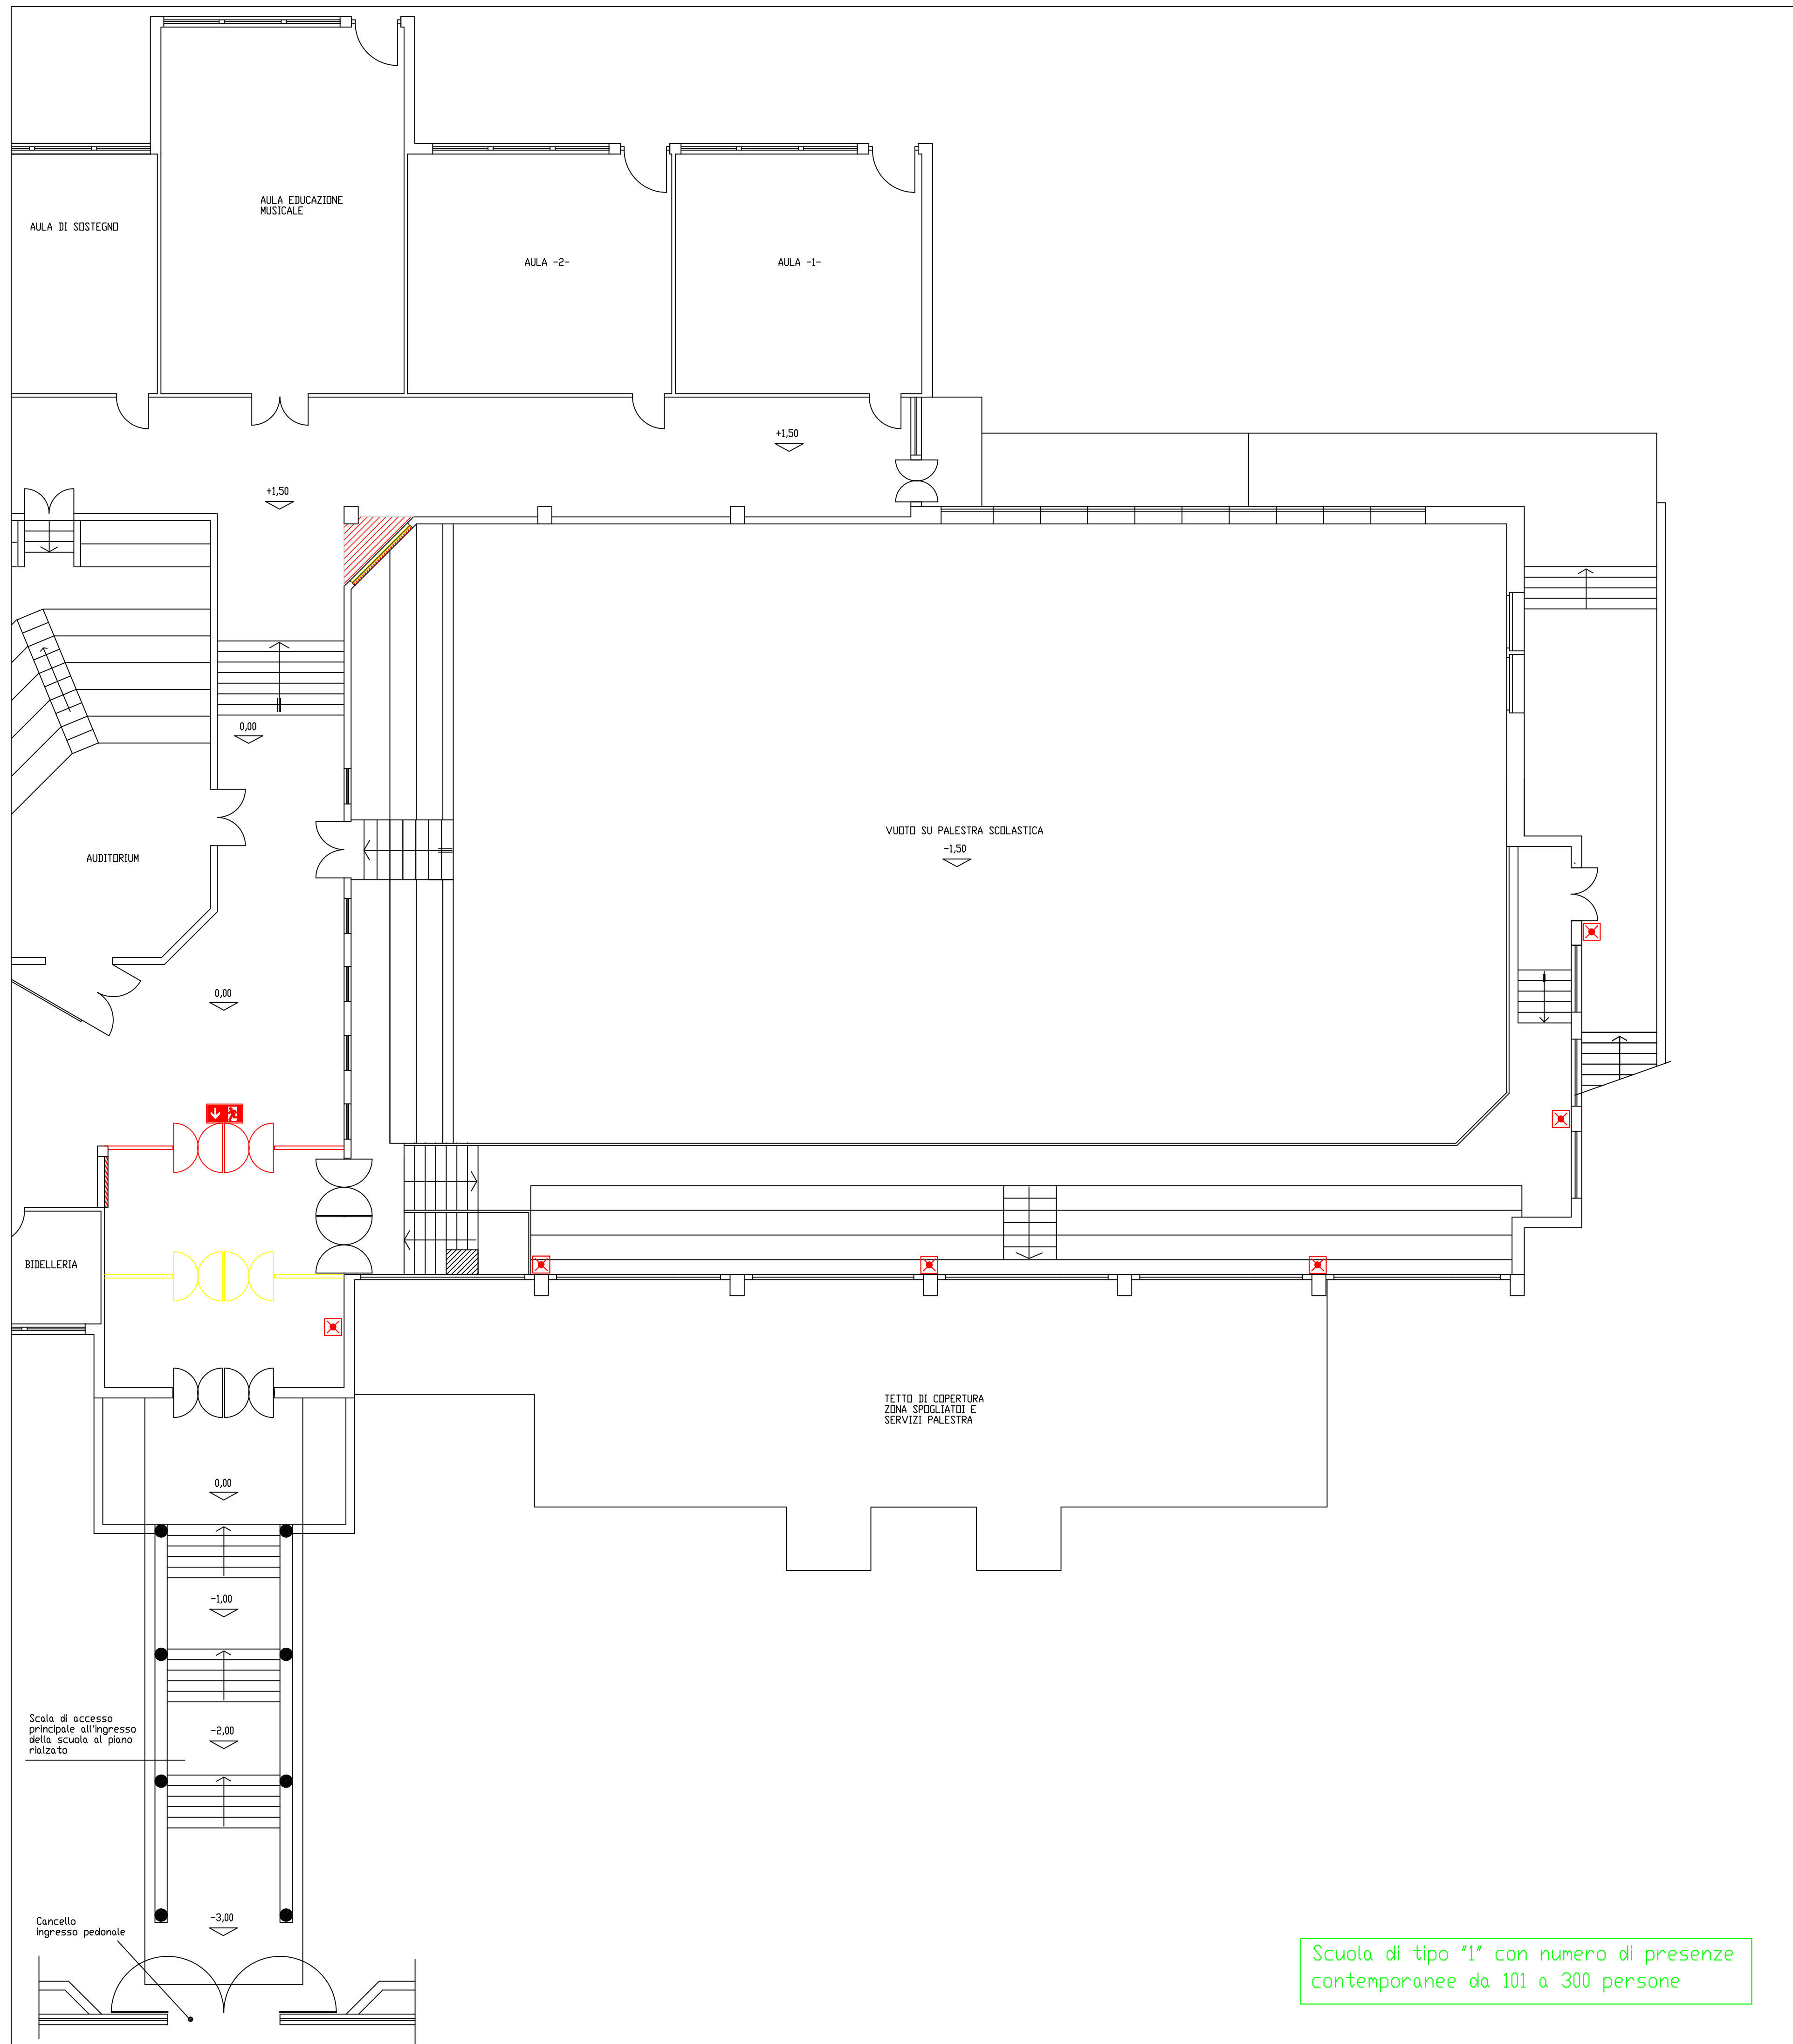 AULA EDUCAZIONE
MUSICALE
AULA DI SOSTEGNO
AULA -2-
AULA -1-
+1,50
+1,50
0,00
VUOTO SU PALESTRA SCOLASTICA
-1,50
AUDITORIUM
0,00
BIDELLERIA
TETTO DI COPERTURA
ZONA SPOGLIATOI E
SERVIZI PALESTRA
0,00
-1,00
Scala di accesso
principale all'ingresso
della scuola al piano
rialzato
-2,00
Cancello
ingresso pedonale
-3,00
Scuola di tipo "1" con numero di presenze
contemporanee da 101 a 300 persone